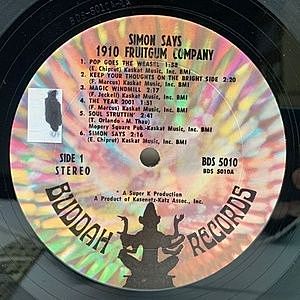 SIMON SAYS
1910 FRUITGUM COMPANY
1. POP GOES THE WEASEL 1:58
(E. Chiprut) Kaskat Music, Inc. BMI
2. KEEP YOUR THOUGHTS ON THE BRIGHT SIDE 2:20
(F. Marcus) Kaskat Music, Inc. BMI
3. MAGIC WINDMILL 2:17
(F. Jeckell) Kaskat Music, Inc. BMI
4. THE YEAR 2001 3:31
(F. Marcus) Kaskat Music, Inc. BMI
5. SOUL STRUTTIN' 2:41
(T. Orlando - M. Thau)
Mopery Square Pub.-Kaskat Music, Inc. BMI
6. SIMON SAYS 2:16
(E. Chiprut) Kaskat Music, Inc. BMI
SIDE 1
STEREO
BDS 5010
BDS 5010A
* A Super K Production
A Product of Kasenetz-Katz Assoc., Inc.
BUDDAH RECORDS